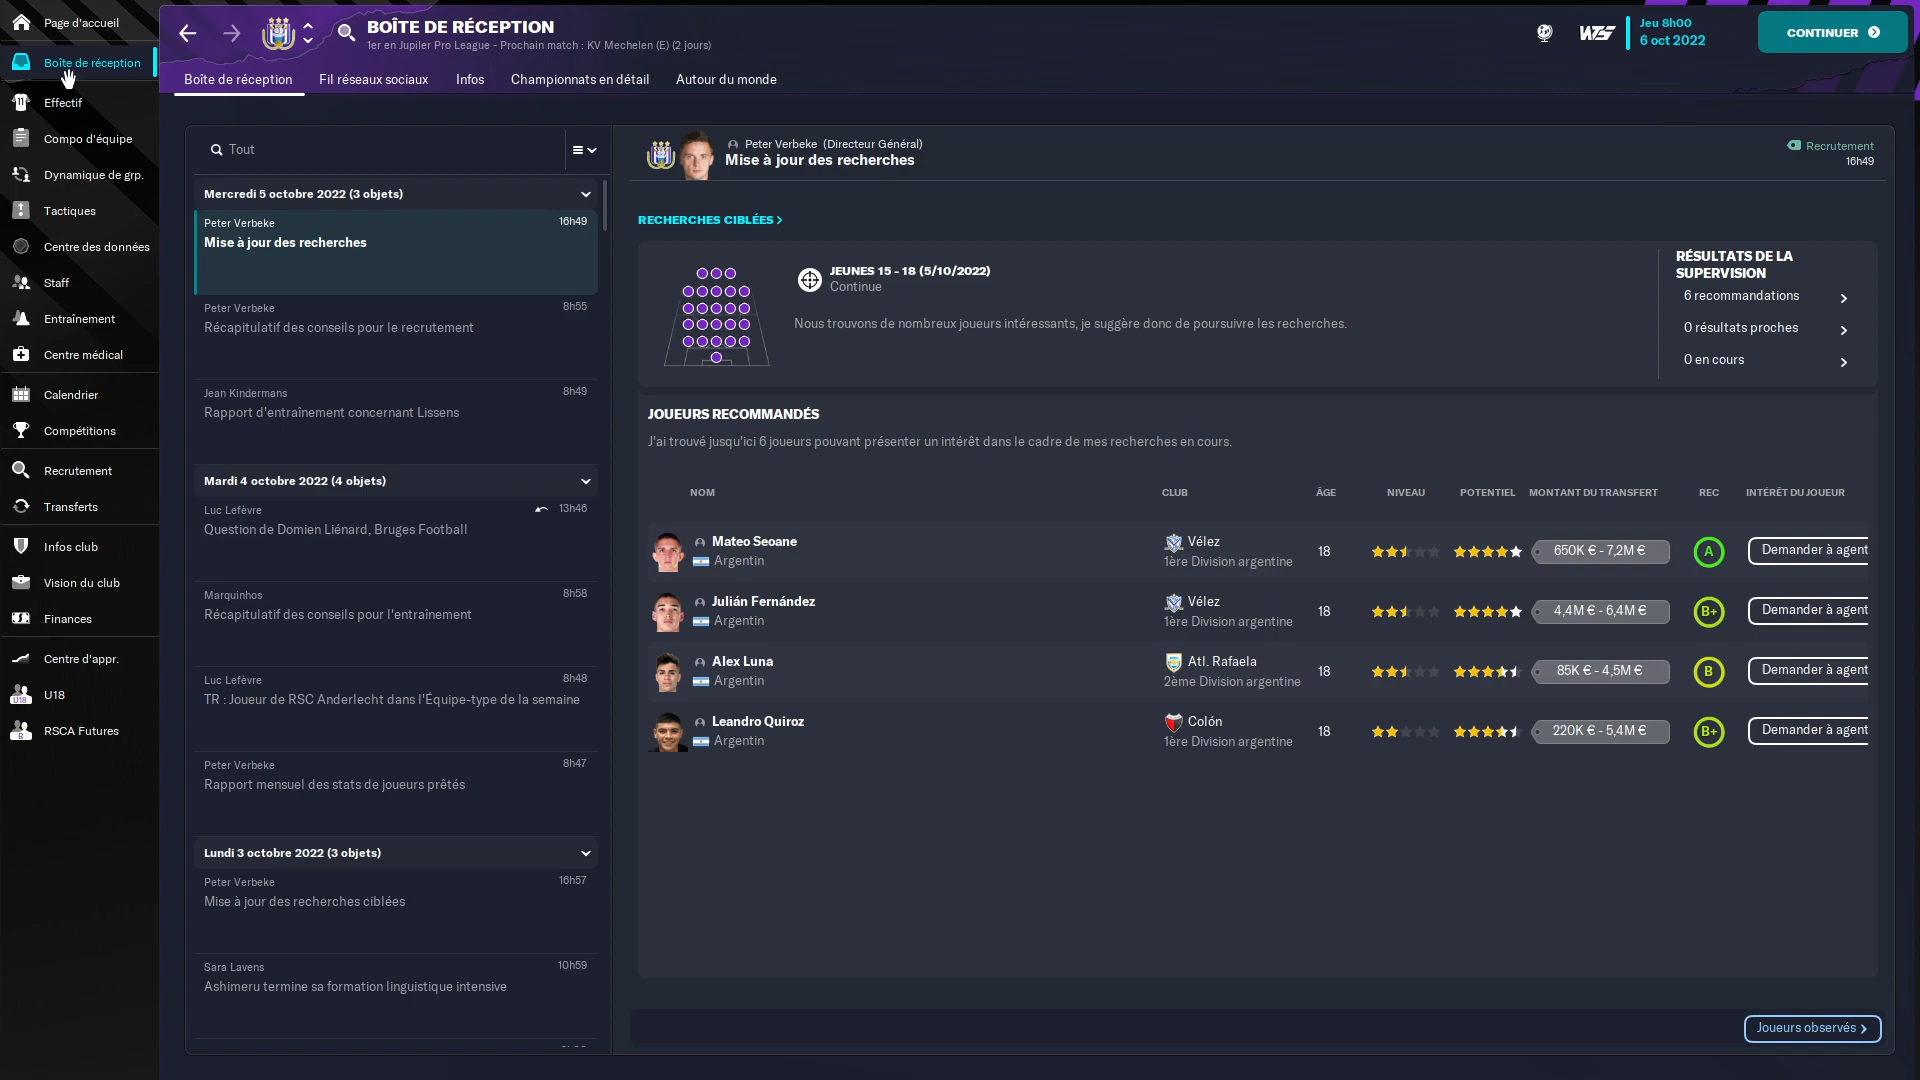 Page d'accueil
Boîte de réception
Effectif
Compo d'équipe
Dynamique de grp.
Tactiques
Centre des données
Staff
Entraînement
Centre médical
Calendrier
Compétitions
Recrutement
Transferts
Infos club
Vision du club
Finances
Centre d'appr.
U18
RSCA Futures
BOÎTE DE RÉCEPTION
1er en Jupiler Pro League - Prochain match : KV Mechelen (E) (2 jours)
Jeu 8h00
6 oct 2022
CONTINUER
Boîte de réception
Fil réseaux sociaux
Infos
Championnats en détail
Autour du monde
Tout
Mercredi 5 octobre 2022 (3 objets)
Peter Verbeke 16h49
Mise à jour des recherches
Peter Verbeke 8h55
Récapitulatif des conseils pour le recrutement
Jean Kindermans 8h49
Rapport d'entraînement concernant Lissens
Mardi 4 octobre 2022 (4 objets)
Luc Lefèvre 13h46
Question de Domien Liénard, Bruges Football
Marquinhos 8h58
Récapitulatif des conseils pour l'entraînement
Luc Lefèvre 8h48
TR : Joueur de RSC Anderlecht dans l'Équipe-type de la semaine
Peter Verbeke 8h47
Rapport mensuel des stats de joueurs prêtés
Lundi 3 octobre 2022 (3 objets)
Peter Verbeke 16h57
Mise à jour des recherches ciblées
Sara Lavens 10h59
Ashimeru termine sa formation linguistique intensive
Peter Verbeke (Directeur Général)
Mise à jour des recherches
Recrutement
16h49
RECHERCHES CIBLÉES
JEUNES 15 - 18 (5/10/2022)
Continue
Nous trouvons de nombreux joueurs intéressants, je suggère donc de poursuivre les recherches.
RÉSULTATS DE LA
SUPERVISION
6 recommandations
0 résultats proches
0 en cours
JOUEURS RECOMMANDÉS
J'ai trouvé jusqu'ici 6 joueurs pouvant présenter un intérêt dans le cadre de mes recherches en cours.
NOM CLUB ÂGE NIVEAU POTENTIEL MONTANT DU TRANSFERT REC INTÉRÊT DU JOUEUR
Mateo Seoane Vélez 18 650K € - 7,2M € A Demander à agent
Argentin 1ère Division argentine
Julián Fernández Vélez 18 4,4M € - 6,4M € B+ Demander à agent
Argentin 1ère Division argentine
Alex Luna Atl. Rafaela 18 85K € - 4,5M € B Demander à agent
Argentin 2ème Division argentine
Leandro Quiroz Colón 18 220K € - 5,4M € B+ Demander à agent
Argentin 1ère Division argentine
Joueurs observés